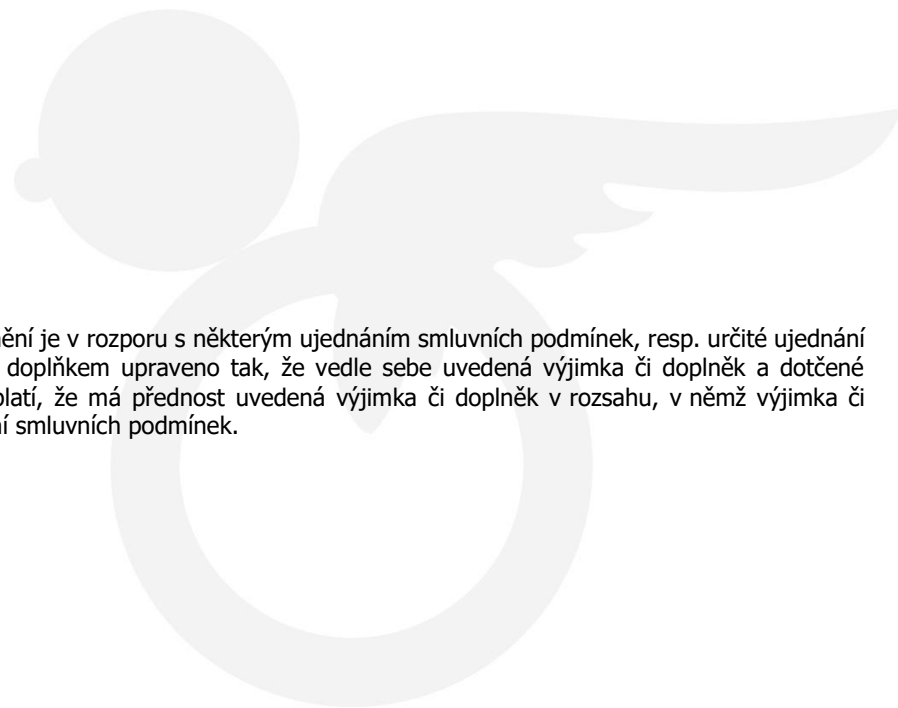 ění je v rozporu s některým ujednáním smluvních podmínek, resp. určité ujednání
doplňkem upraveno tak, že vedle sebe uvedená výjimka či doplněk a dotčené
platí, že má přednost uvedená výjimka či doplněk v rozsahu, v němž výjimka či
í smluvních podmínek.